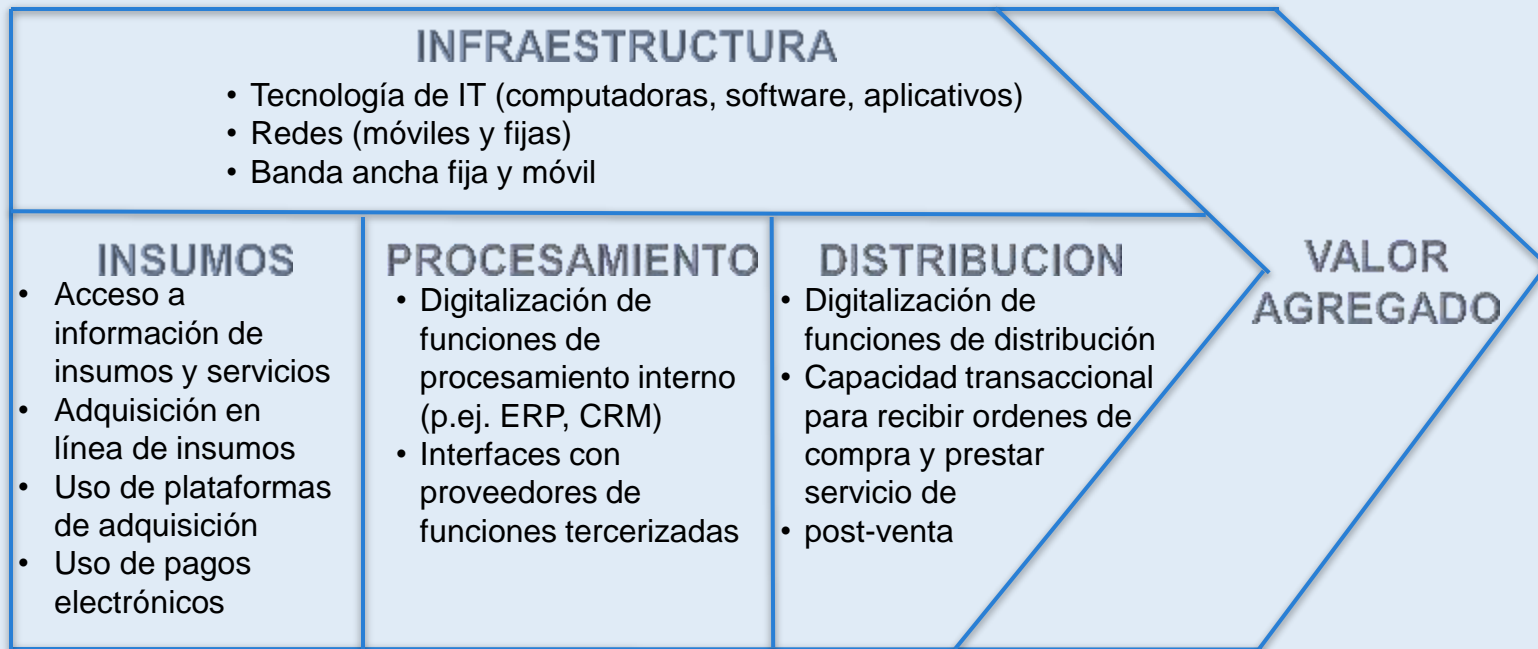 INFRAESTRUCTURA
• Tecnología de IT (computadoras, software, aplicativos)
• Redes (móviles y fijas)
• Banda ancha fija y móvil
INSUMOS
• Acceso a
información de
insumos y servicios
• Adquisición en
línea de insumos
• Uso de plataformas
de adquisición
• Uso de pagos
electrónicos
PROCESAMIENTO
• Digitalización de
funciones de
procesamiento interno
(p.ej. ERP, CRM)
• Interfaces con
proveedores de
funciones tercerizadas
DISTRIBUCION
• Digitalización de
funciones de distribución
• Capacidad transaccional
para recibir ordenes de
compra y prestar
servicio de
• post-venta
VALOR
AGREGADO